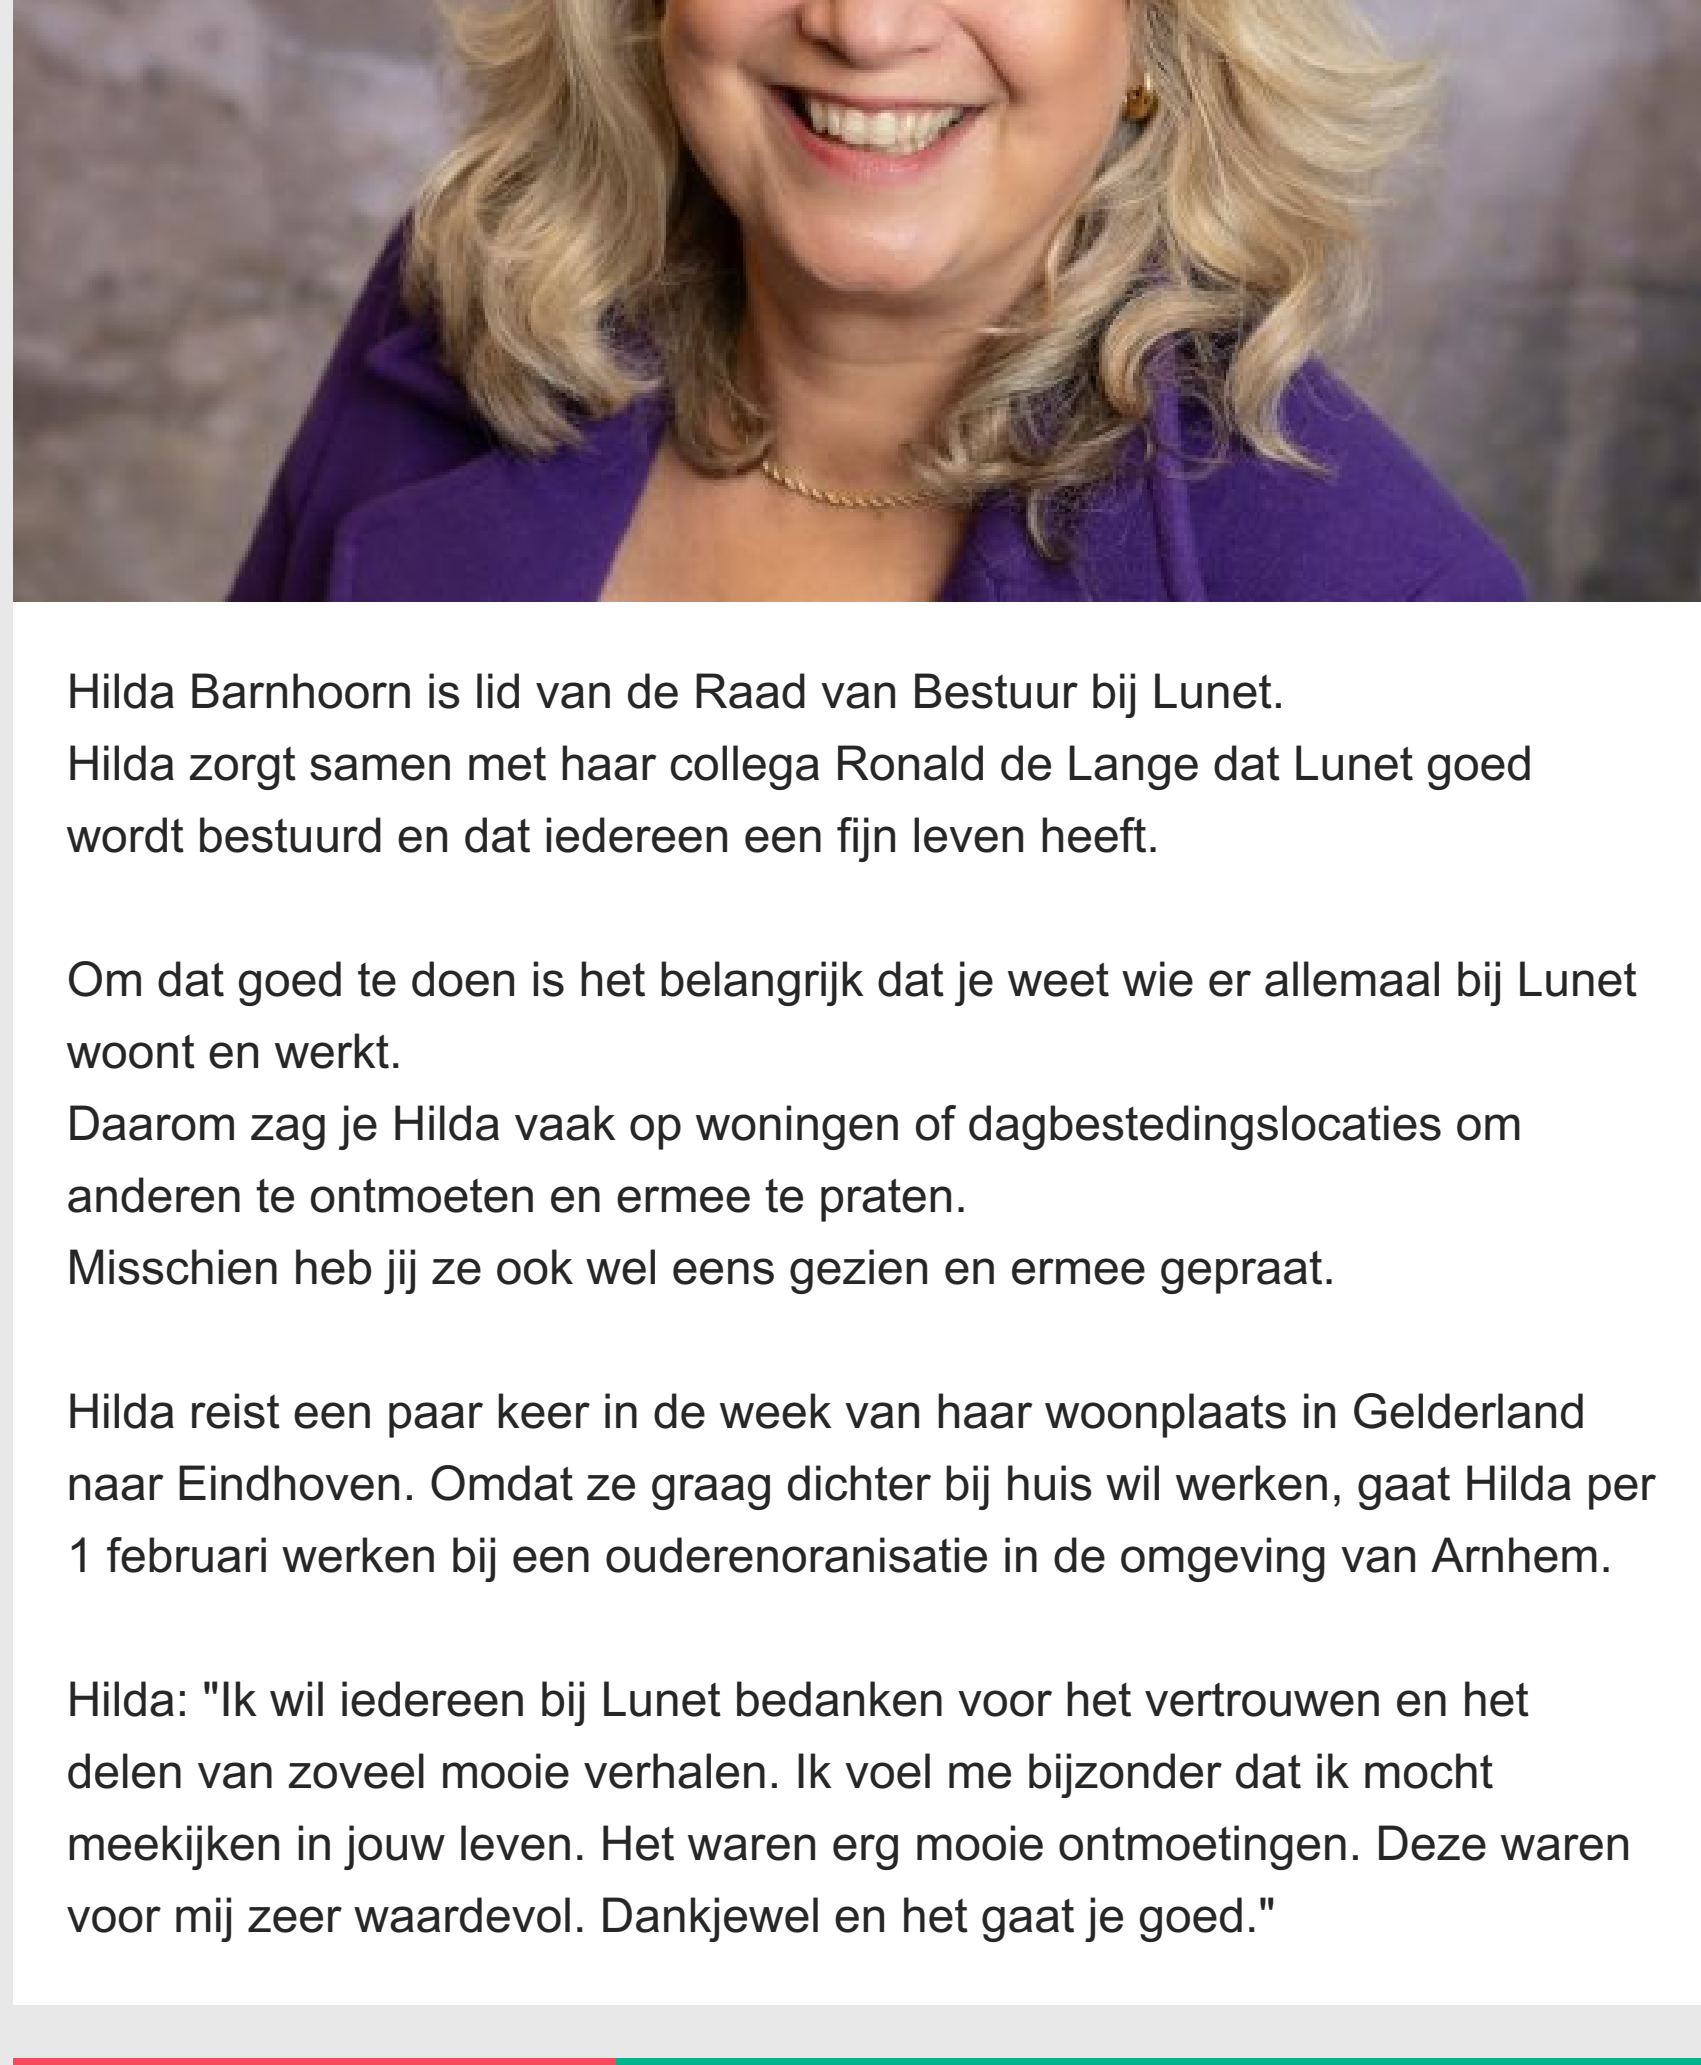 Hilda Barnhoorn is lid van de Raad van Bestuur bij Lunet.
Hilda zorgt samen met haar collega Ronald de Lange dat Lunet goed
wordt bestuurd en dat iedereen een fijn leven heeft.
Om dat goed te doen is het belangrijk dat je weet wie er allemaal bij Lunet
woont en werkt.
Daarom zag je Hilda vaak op woningen of dagbestedingslocaties om
anderen te ontmoeten en ermee te praten.
Misschien heb jij ze ook wel eens gezien en ermee gepraat.
Hilda reist een paar keer in de week van haar woonplaats in Gelderland
naar Eindhoven. Omdat ze graag dichter bij huis wil werken, gaat Hilda per
1 februari werken bij een ouderenoranisatie in de omgeving van Arnhem.
Hilda: "Ik wil iedereen bij Lunet bedanken voor het vertrouwen en het
delen van zoveel mooie verhalen. Ik voel me bijzonder dat ik mocht
meekijken in jouw leven. Het waren erg mooie ontmoetingen. Deze waren
voor mij zeer waardevol. Dankjewel en het gaat je goed."